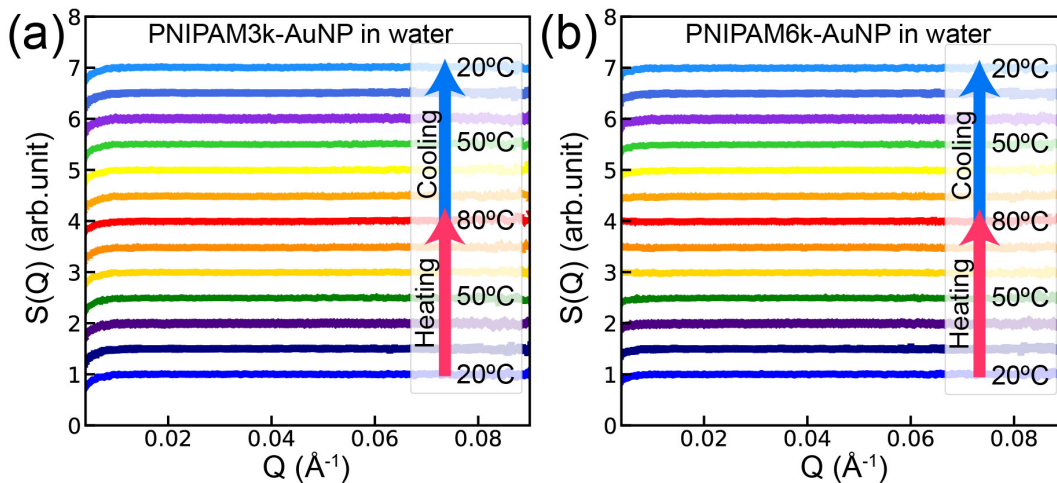 (a)
PNIPAM3k-AuNP in water
S(Q) (arb.unit)
7
6
5
4
3
2
1
0
20ºC
50ºC
80ºC
50ºC
20ºC
Cooling
Heating
0.02
0.04
0.06
0.08
Q (Å⁻¹)
(b)
PNIPAM6k-AuNP in water
S(Q) (arb.unit)
7
6
5
4
3
2
1
0
20ºC
50ºC
80ºC
50ºC
20ºC
Cooling
Heating
0.02
0.04
0.06
0.08
Q (Å⁻¹)